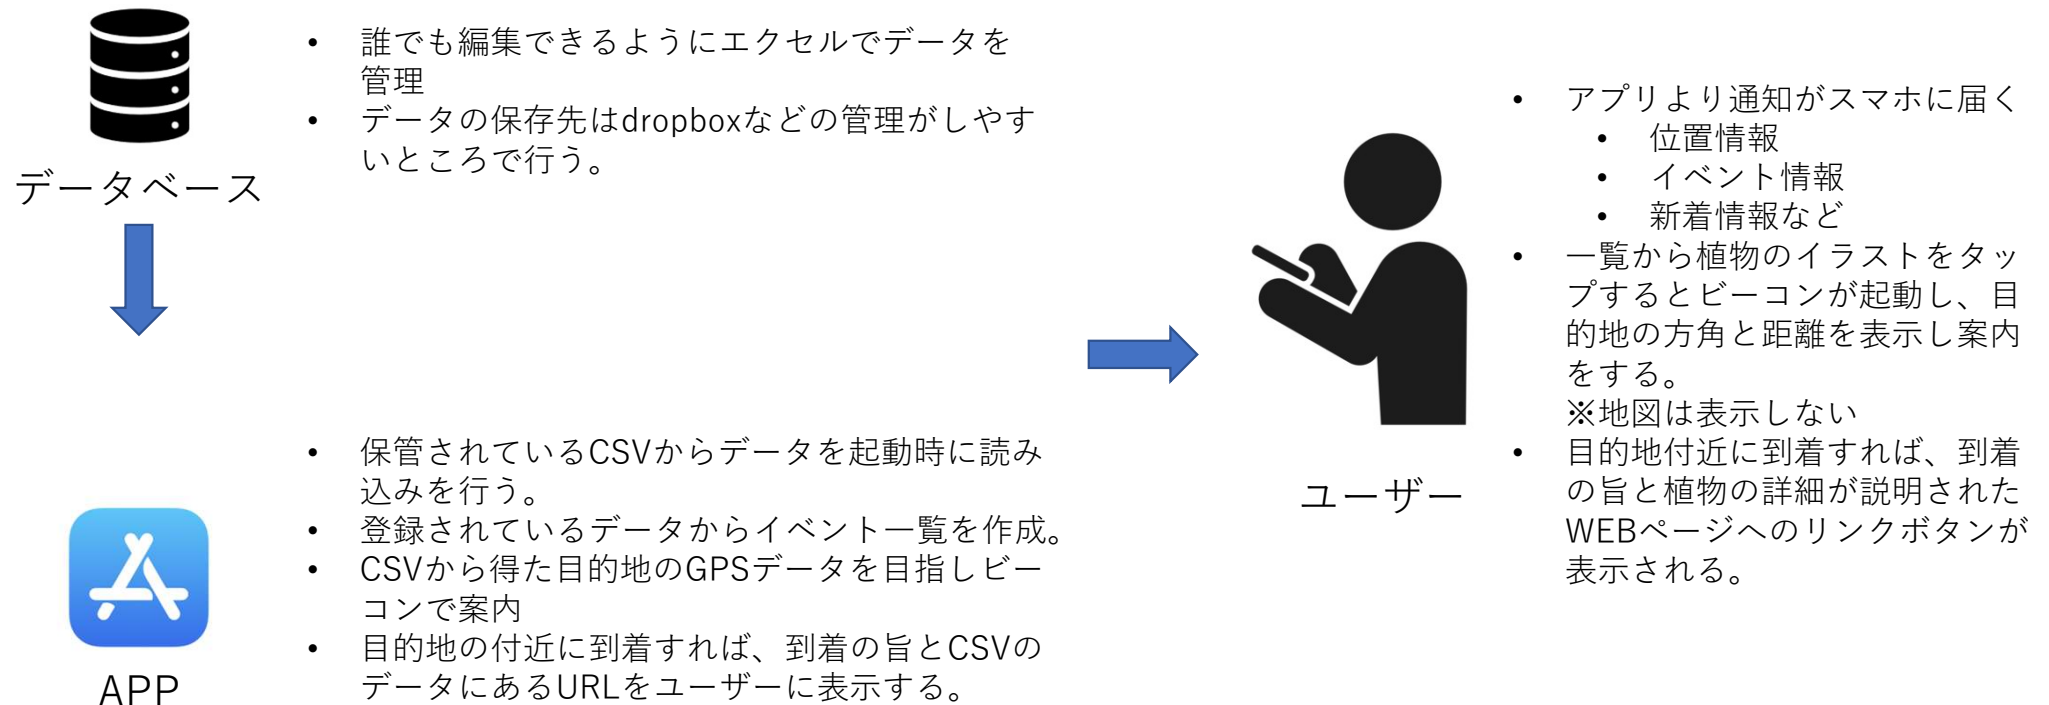 • 誰でも編集できるようにエクセルでデータを
管理
• データの保存先はdropboxなどの管理がしやす
いところで行う。
データベース
• 保管されているCSVからデータを起動時に読み
込みを行う。
• 登録されているデータからイベント一覧を作成。
• CSVから得た目的地のGPSデータを目指しビー
コンで案内
• 目的地の付近に到着すれば、到着の旨とCSVの
データにあるURLをユーザーに表示する。
APP
ユーザー
• アプリより通知がスマホに届く
• 位置情報
• イベント情報
• 新着情報など
• 一覧から植物のイラストをタッ
プするとビーコンが起動し、目
的地の方角と距離を表示し案内
をする。
※地図は表示しない
• 目的地付近に到着すれば、到着
の旨と植物の詳細が説明された
WEBページへのリンクボタンが
表示される。